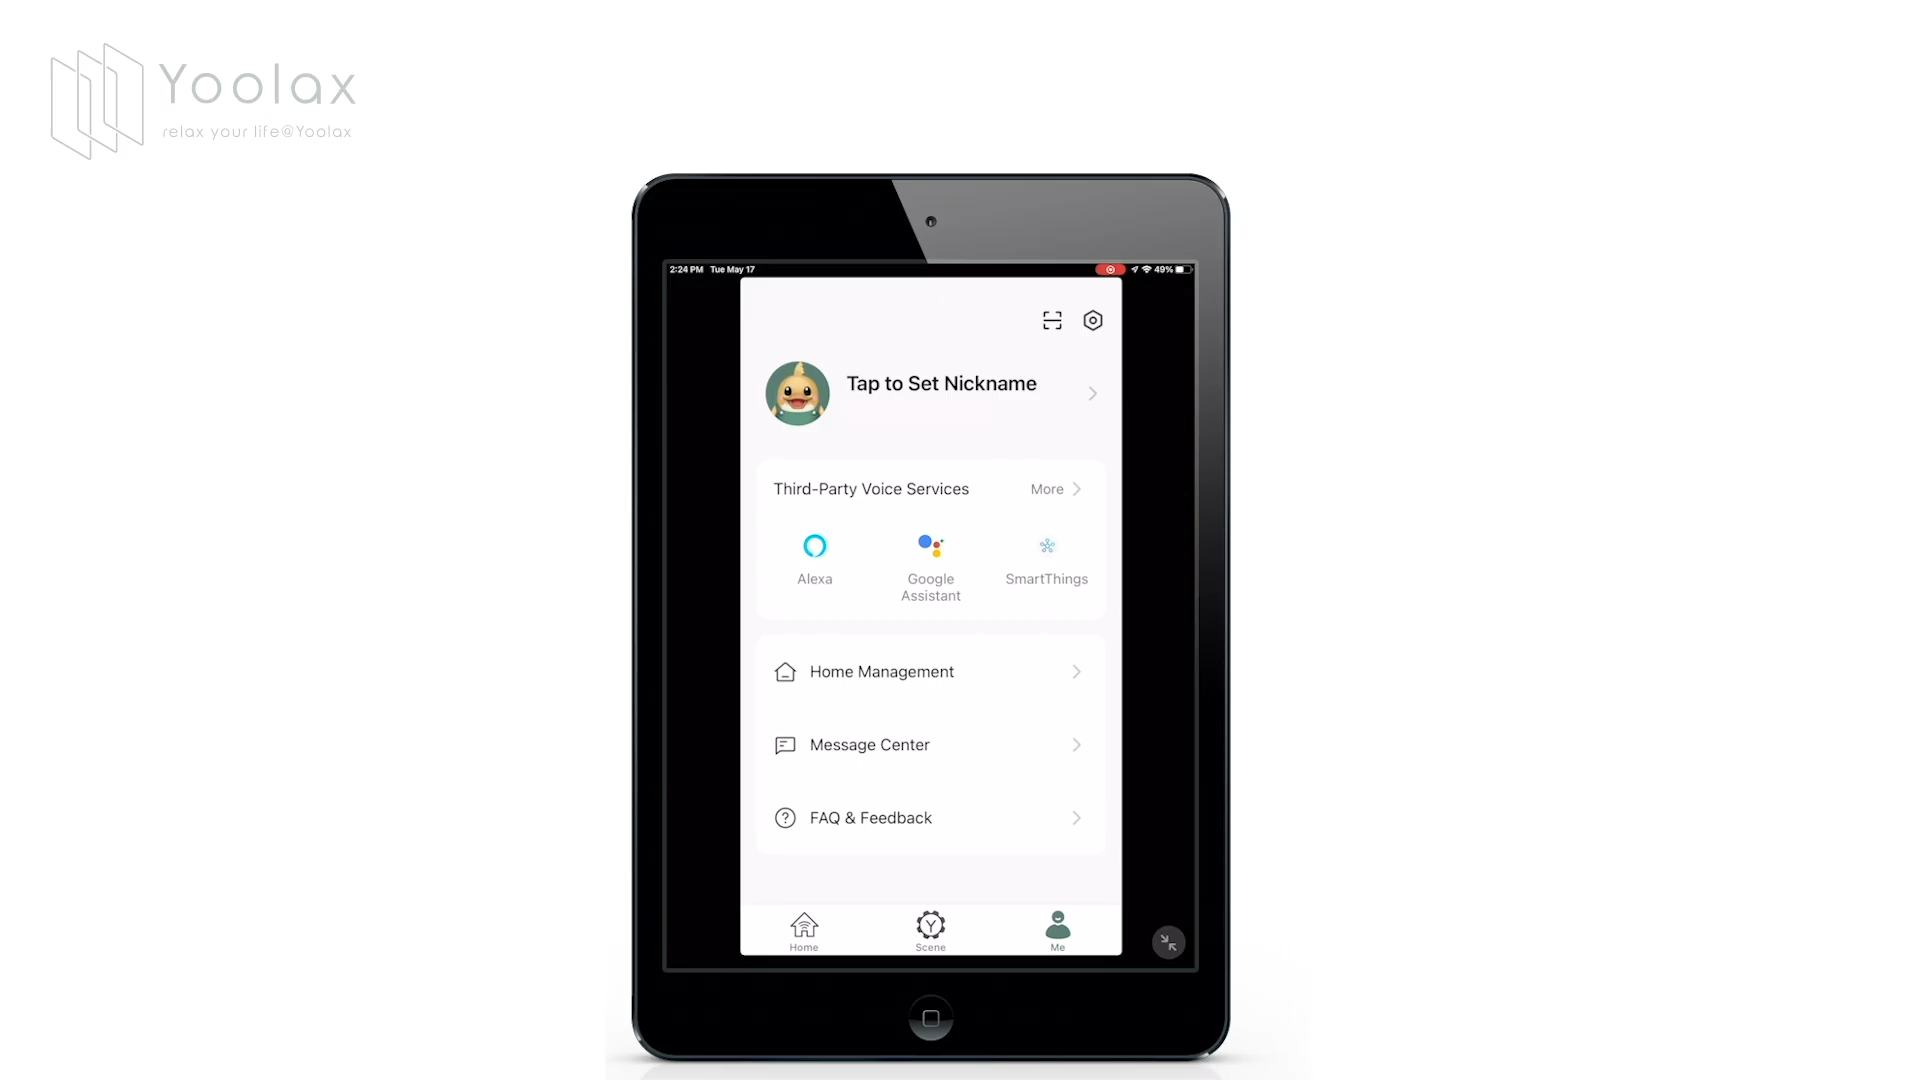 Yoolax
relax your life@Yoolax
2:24 PM Tue May 17
49%
Tap to Set Nickname
Third-Party Voice Services
More
Alexa
Google
Assistant
SmartThings
Home Management
Message Center
FAQ & Feedback
Home
Scene
Me